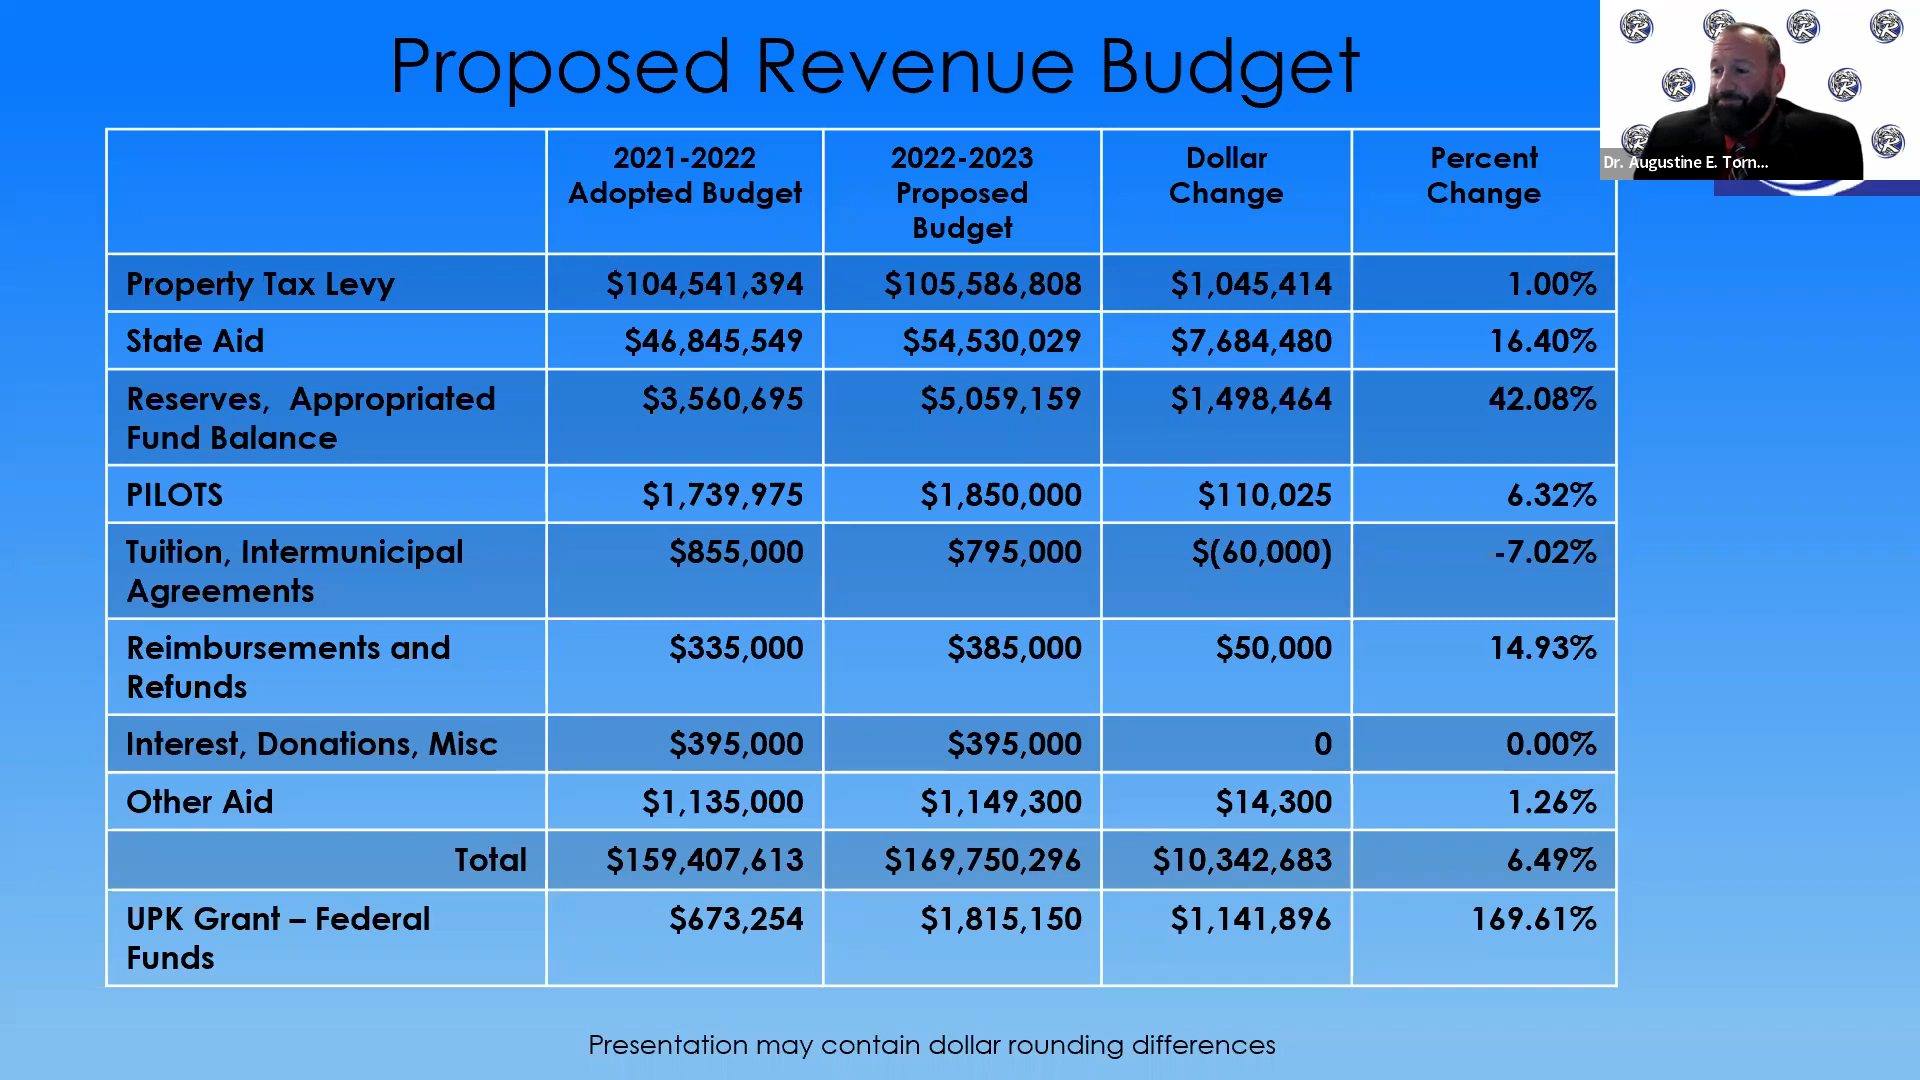 Proposed Revenue Budget
Dr. Augustine E. Torn...
2021-2022 Adopted Budget
2022-2023 Proposed Budget
Dollar Change
Percent Change
Property Tax Levy $104,541,394 $105,586,808 $1,045,414 1.00%
State Aid $46,845,549 $54,530,029 $7,684,480 16.40%
Reserves, Appropriated Fund Balance $3,560,695 $5,059,159 $1,498,464 42.08%
PILOTS $1,739,975 $1,850,000 $110,025 6.32%
Tuition, Intermunicipal Agreements $855,000 $795,000 $(60,000) -7.02%
Reimbursements and Refunds $335,000 $385,000 $50,000 14.93%
Interest, Donations, Misc $395,000 $395,000 0 0.00%
Other Aid $1,135,000 $1,149,300 $14,300 1.26%
Total $159,407,613 $169,750,296 $10,342,683 6.49%
UPK Grant – Federal Funds $673,254 $1,815,150 $1,141,896 169.61%
Presentation may contain dollar rounding differences